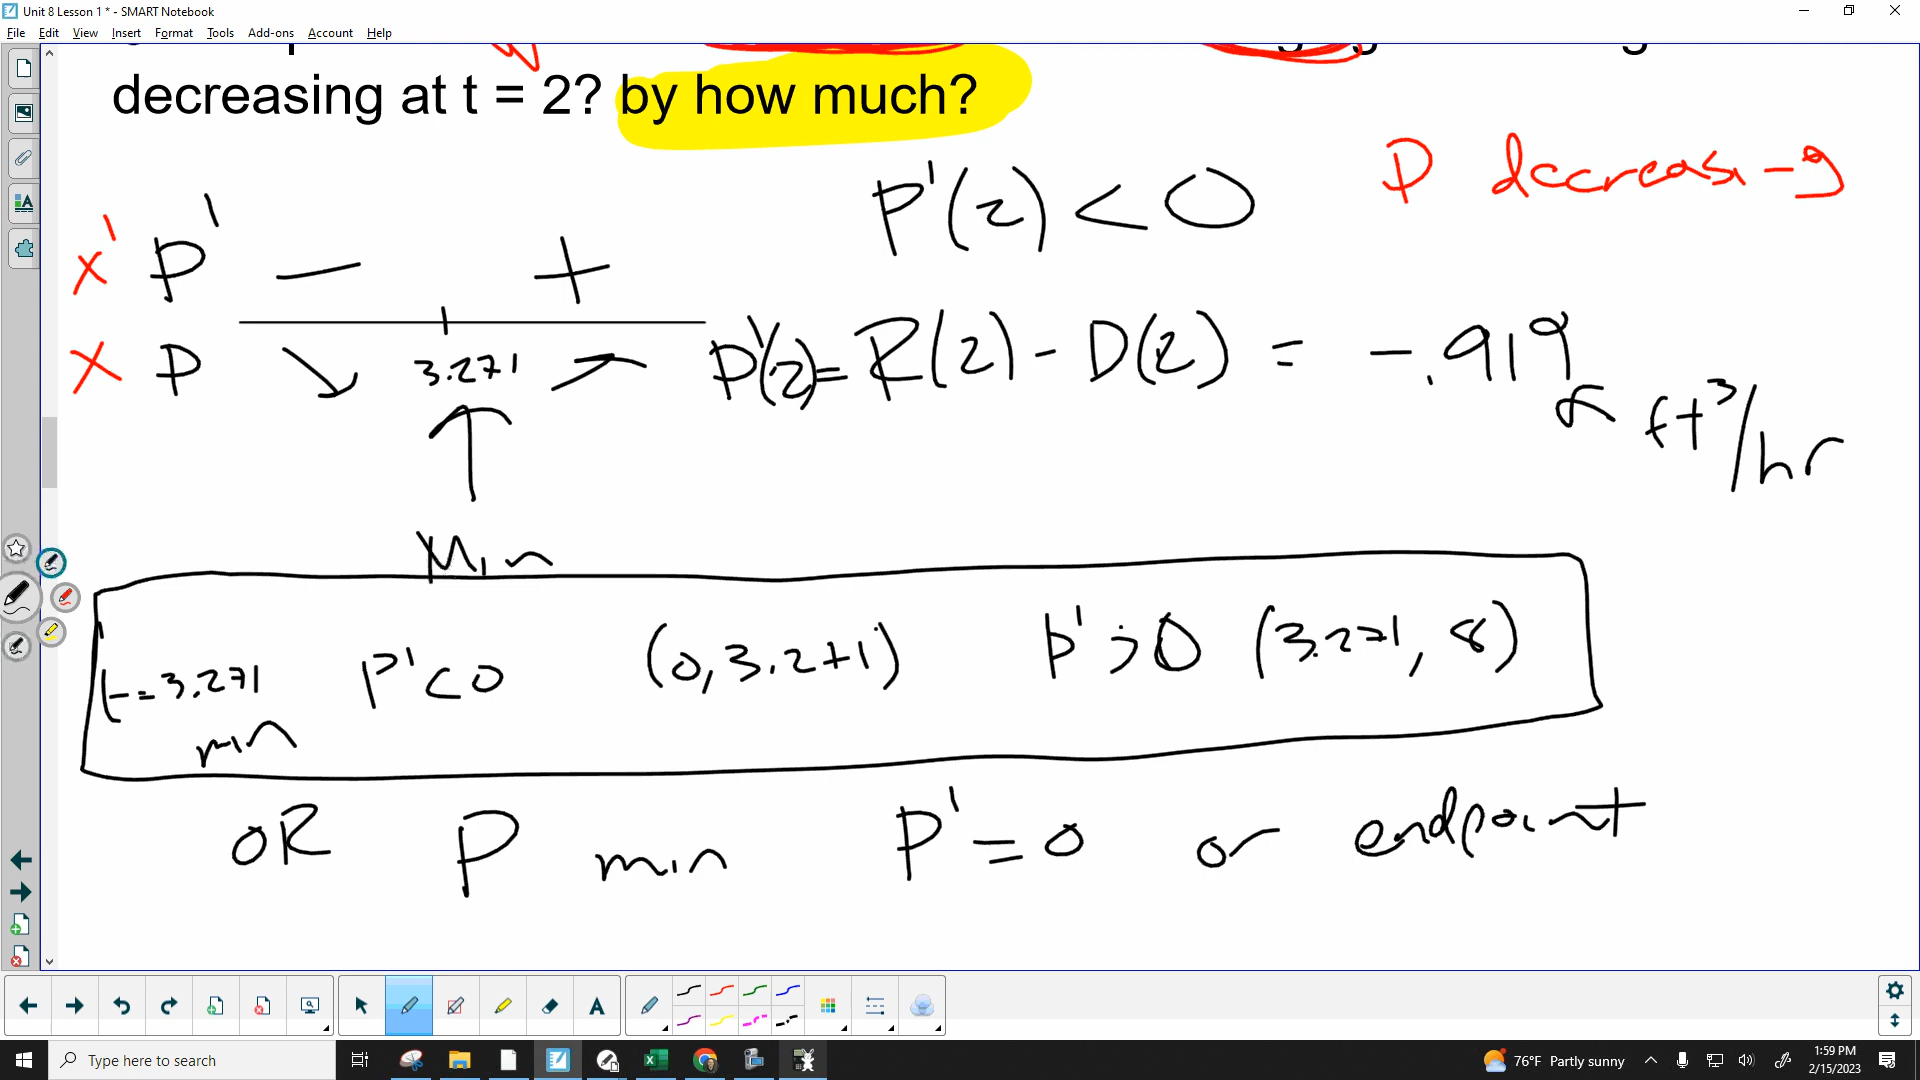 Unit 8 Lesson 1 * - SMART Notebook
File Edit View Insert Format Tools Add-ons Account Help
decreasing at t = 2? by how much?
P decreasing
P'(2) < 0
x' P' - +
x P 3.271
P'(2) = R(2) - D(2) = -.919
ft³/hr
Min
t = 3.271 P' < 0 (0, 3.271) P' > 0 (3.271, 8)
min
OR P min P' = 0 or endpoint
Type here to search
76°F Partly sunny
1:59 PM
2/15/2023